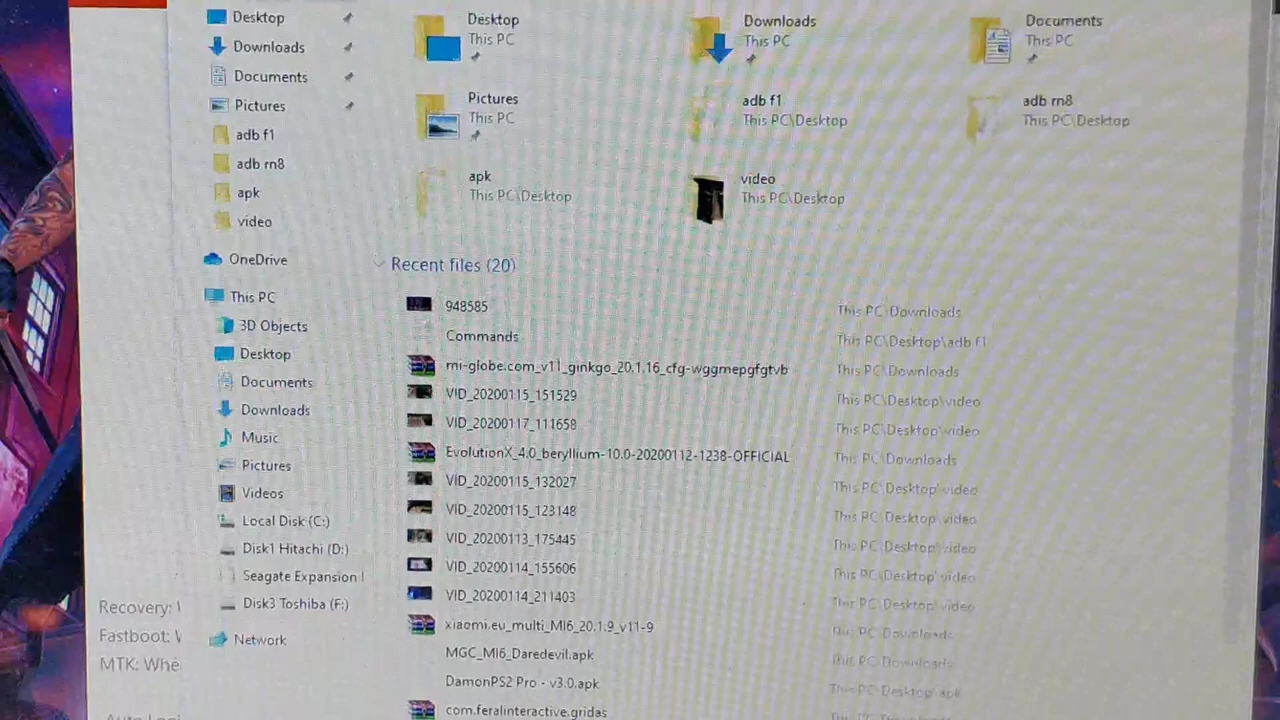 Desktop
Downloads
Documents
Pictures
adb f1
adb rn8
apk
video
OneDrive
This PC
3D Objects
Desktop
Documents
Downloads
Music
Pictures
Videos
Local Disk (C:)
Disk1 Hitachi (D:)
Seagate Expansion
Disk3 Toshiba (F:)
Network
Desktop
This PC
Downloads
This PC
Documents
This PC
Pictures
This PC
adb f1
This PC\Desktop
adb rn8
This PC\Desktop
apk
This PC\Desktop
video
This PC\Desktop
Recent files (20)
948585 This PC\Downloads
Commands This PC\Desktop\adb f1
mi-globe.com_v11_ginkgo_20.1.16_cfg-wggmepgfgtvb This PC\Downloads
VID_20200115_151529 This PC\Desktop\video
VID_20200117_111658 This PC\Desktop\video
EvolutionX_4.0_beryllium-10.0-20200112-1238-OFFICIAL This PC\Downloads
VID_20200115_132027 This PC\Desktop\video
VID_20200115_123148 This PC\Desktop\video
VID_20200113_175445 This PC\Desktop\video
VID_20200114_155606 This PC\Desktop\video
VID_20200114_211403 This PC\Desktop\video
xiaomi.eu_multi_MI6_20.1.9_v11-9 This PC\Downloads
MGC_MI6_Daredevil.apk This PC\Downloads
DamonPS2 Pro - v3.0.apk This PC\Desktop\apk
com.feralinteractive.gridas
Recovery:
Fastboot:
MTK: